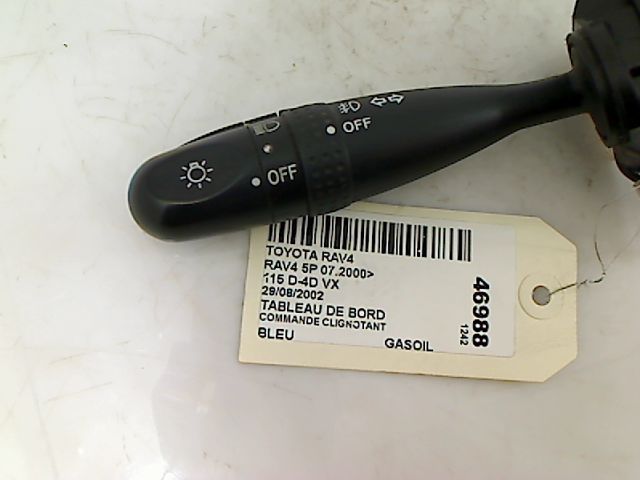 OFF
OFF
TOYOTA RAV4
RAV4 5P 07.2000>
115 D-4D VX
29/08/2002
TABLEAU DE BORD
COMMANDE CLIGNOTANT
BLEU
GASOIL
46988
1242